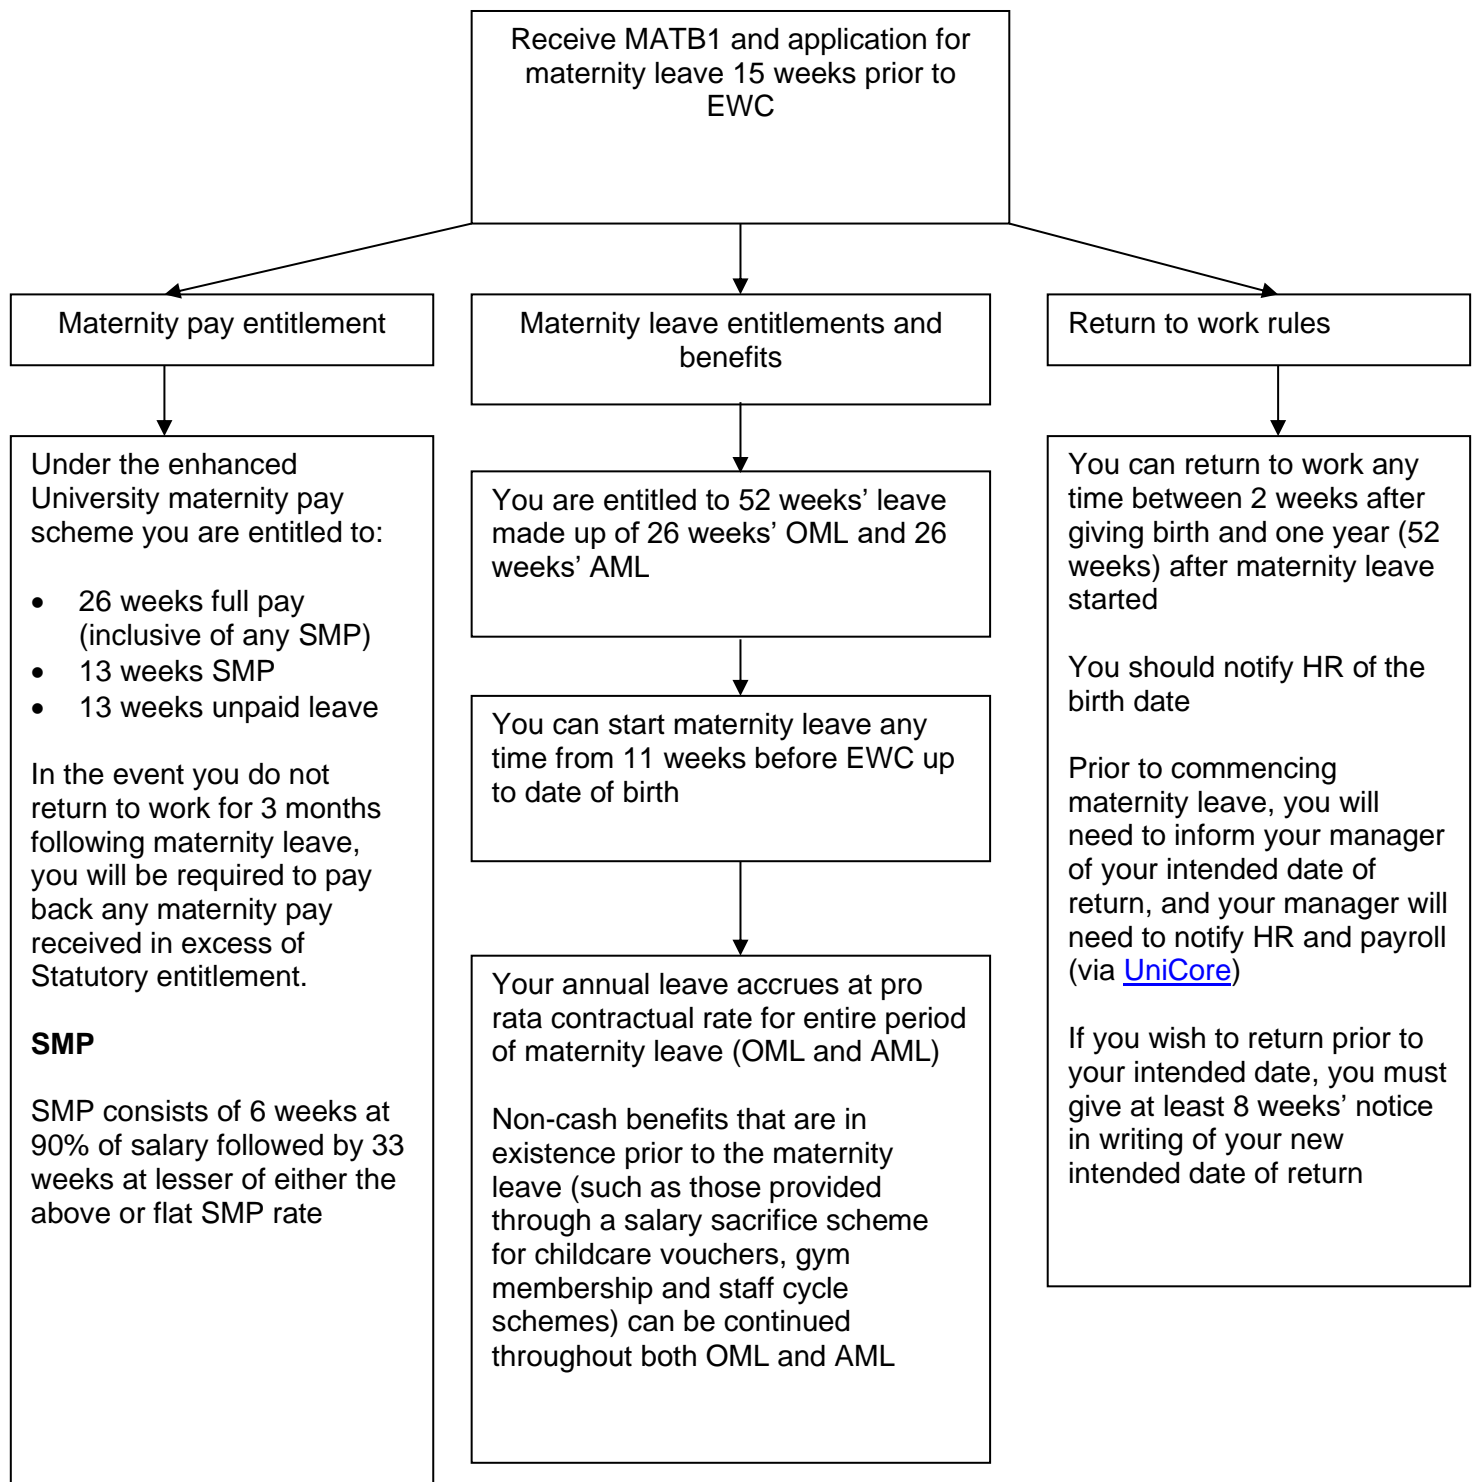 Receive MATB1 and application for
maternity leave 15 weeks prior to
EWC
Maternity pay entitlement
Maternity leave entitlements and
benefits
Return to work rules
Under the enhanced
University maternity pay
scheme you are entitled to:
• 26 weeks full pay
(inclusive of any SMP)
• 13 weeks SMP
• 13 weeks unpaid leave
In the event you do not
return to work for 3 months
following maternity leave,
you will be required to pay
back any maternity pay
received in excess of
Statutory entitlement.
SMP
SMP consists of 6 weeks at
90% of salary followed by 33
weeks at lesser of either the
above or flat SMP rate
You are entitled to 52 weeks’ leave
made up of 26 weeks’ OML and 26
weeks’ AML
You can start maternity leave any
time from 11 weeks before EWC up
to date of birth
Your annual leave accrues at pro
rata contractual rate for entire period
of maternity leave (OML and AML)
Non-cash benefits that are in
existence prior to the maternity
leave (such as those provided
through a salary sacrifice scheme
for childcare vouchers, gym
membership and staff cycle
schemes) can be continued
throughout both OML and AML
You can return to work any
time between 2 weeks after
giving birth and one year (52
weeks) after maternity leave
started
You should notify HR of the
birth date
Prior to commencing
maternity leave, you will
need to inform your manager
of your intended date of
return, and your manager will
need to notify HR and payroll
(via UniCore)
If you wish to return prior to
your intended date, you must
give at least 8 weeks’ notice
in writing of your new
intended date of return